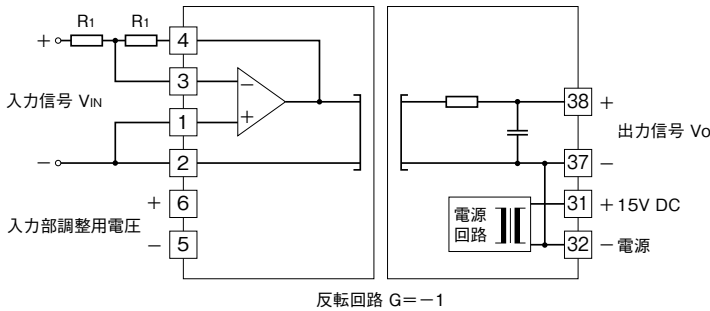 R1 R1
+ 4
3 −
入力信号 VIN
1 +
− 2
+ 6
入力部調整用電圧
− 5
38 +
出力信号 Vo
37 −
電源
回路
31 +15V DC
32 −電源
反転回路 G=−1